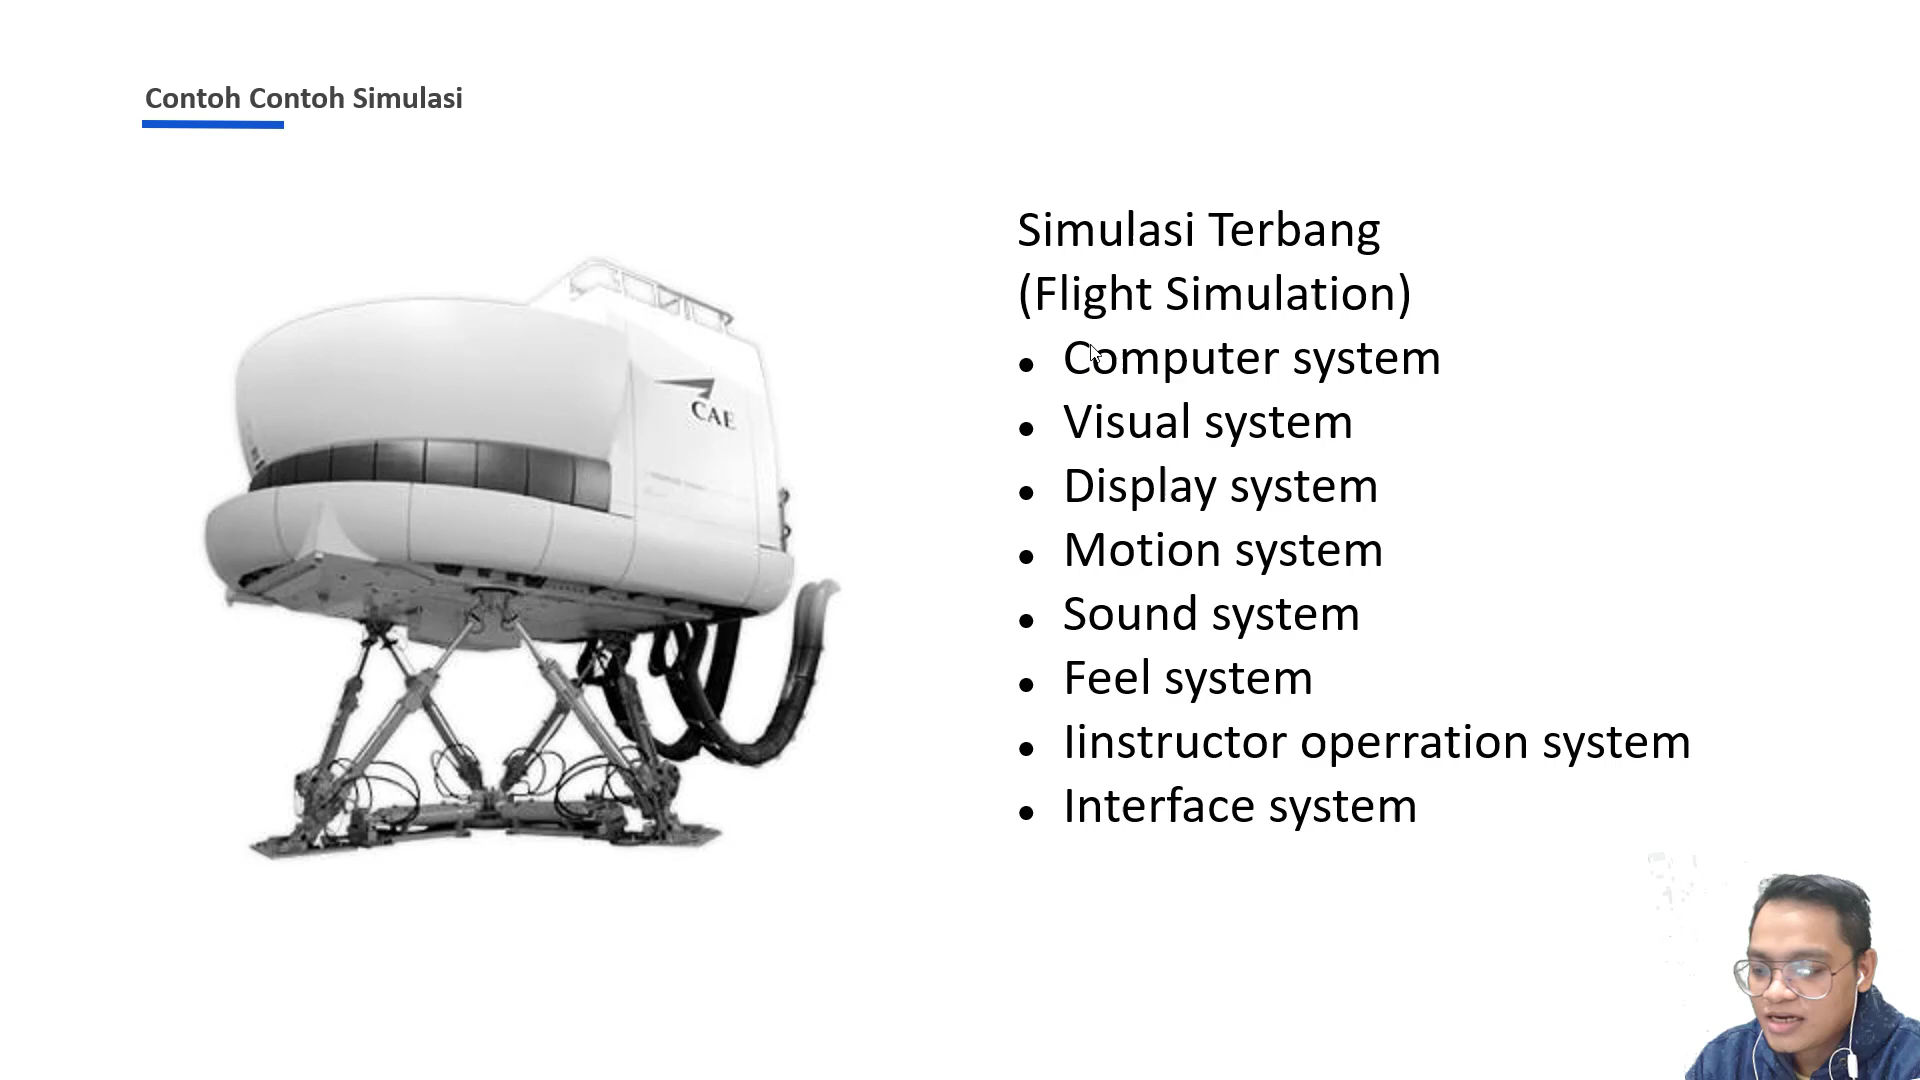 Contoh Contoh Simulasi
CAE
Simulasi Terbang
(Flight Simulation)
• Computer system
• Visual system
• Display system
• Motion system
• Sound system
• Feel system
• Iinstructor operration system
• Interface system